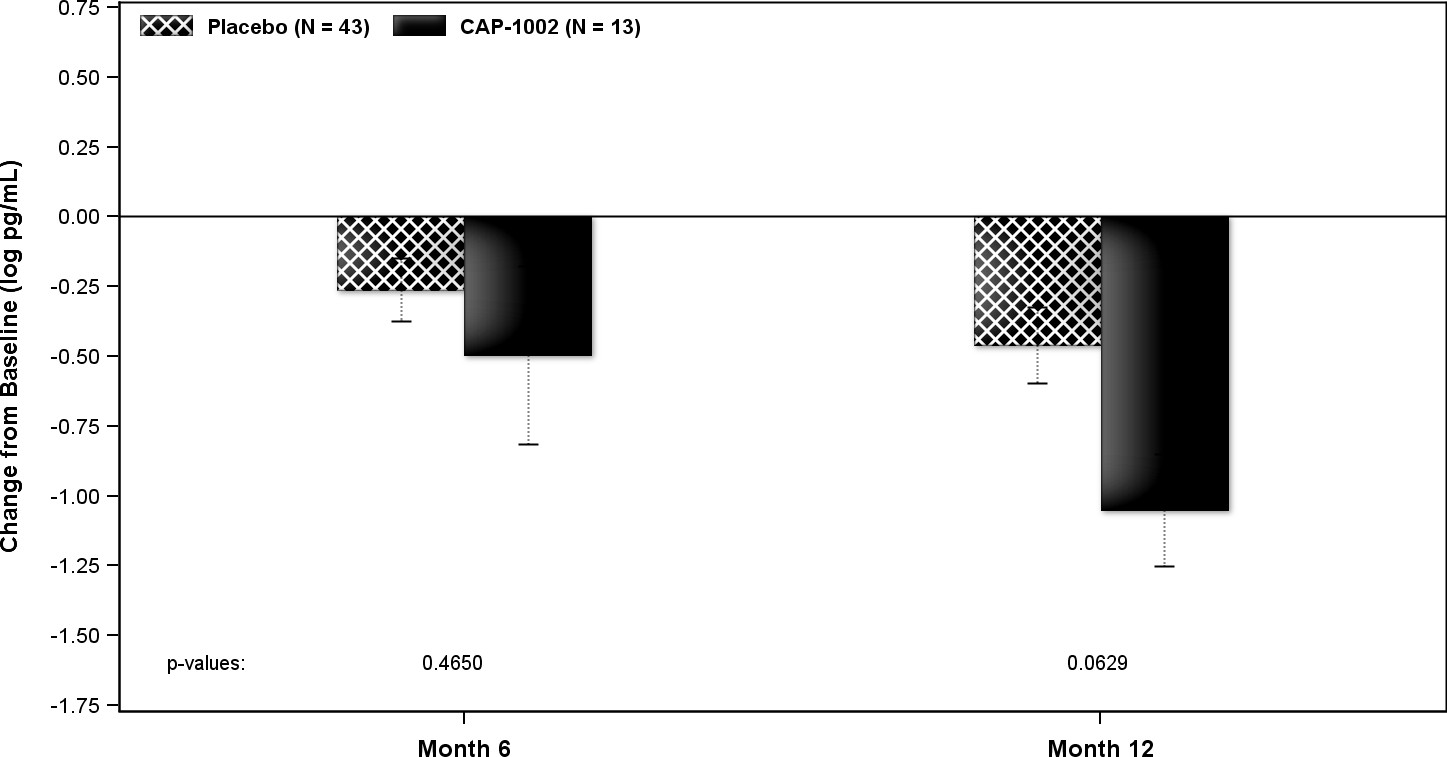 Placebo (N = 43) CAP-1002 (N = 13)
Change from Baseline (log pg/mL)
0.75
0.50
0.25
0.00
-0.25
-0.50
-0.75
-1.00
-1.25
-1.50
-1.75
p-values: 0.4650 0.0629
Month 6 Month 12